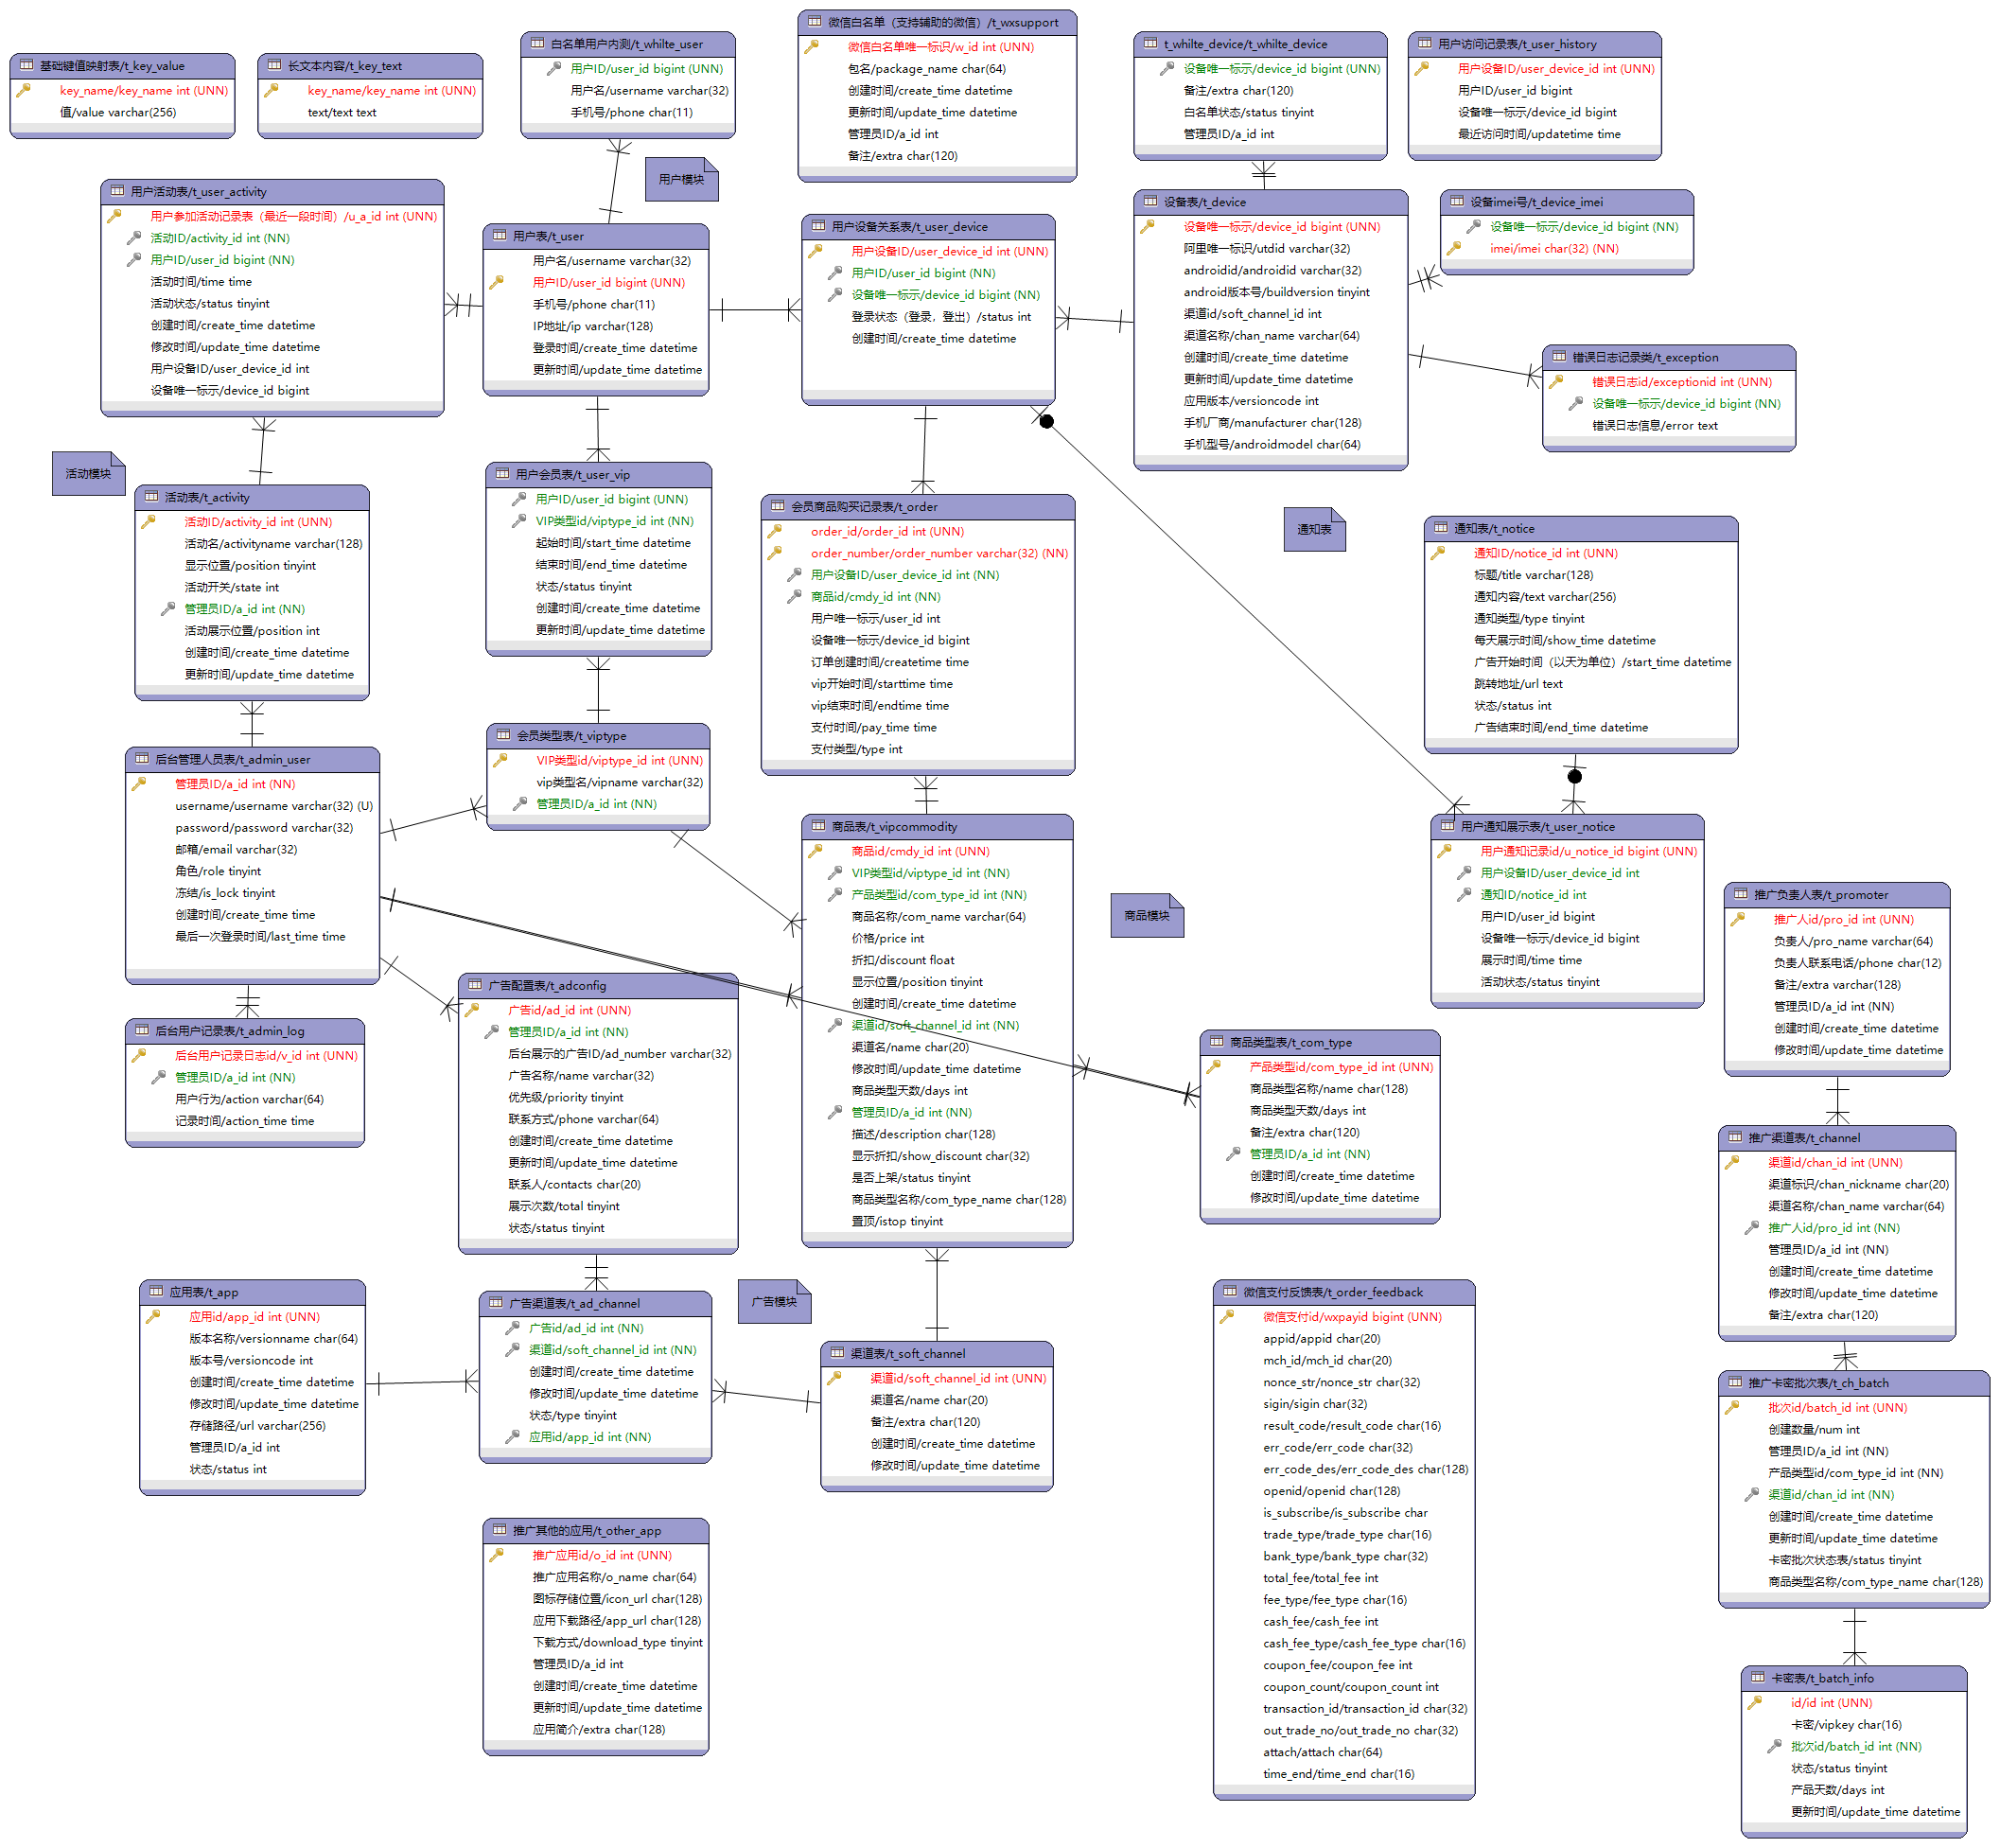 基础键值映射表/t_key_value
key_name/key_name int (UNN)
值/value varchar(256)
长文本内容/t_key_text
key_name/key_name int (UNN)
text/text text
白名单用户内测/t_whilte_user
用户ID/user_id bigint (UNN)
用户名/username varchar(32)
手机号/phone char(11)
用户模块
微信白名单（支持辅助的微信）/t_wxsupport
微信白名单唯一标识/w_id int (UNN)
包名/package_name char(64)
创建时间/create_time datetime
更新时间/update_time datetime
管理员ID/a_id int
备注/extra char(120)
t_whilte_device/t_whilte_device
设备唯一标示/device_id bigint (UNN)
备注/extra char(120)
白名单状态/status tinyint
管理员ID/a_id int
用户访问记录表/t_user_history
用户设备ID/user_device_id int (UNN)
用户ID/user_id bigint
设备唯一标示/device_id bigint
最近访问时间/updatetime time
用户活动表/t_user_activity
用户参加活动记录表（最近一段时间）/u_a_id int (UNN)
活动ID/activity_id int (NN)
用户ID/user_id bigint (NN)
活动时间/time time
活动状态/status tinyint
创建时间/create_time datetime
修改时间/update_time datetime
用户设备ID/user_device_id int
设备唯一标示/device_id bigint
用户表/t_user
用户名/username varchar(32)
用户ID/user_id bigint (UNN)
手机号/phone char(11)
IP地址/ip varchar(128)
登录时间/create_time datetime
更新时间/update_time datetime
用户设备关系表/t_user_device
用户设备ID/user_device_id int (UNN)
用户ID/user_id bigint (NN)
设备唯一标示/device_id bigint (NN)
登录状态（登录，登出）/status int
创建时间/create_time datetime
设备表/t_device
设备唯一标示/device_id bigint (UNN)
阿里唯一标识/utdid varchar(32)
androidid/androidid varchar(32)
android版本号/buildversion tinyint
渠道id/soft_channel_id int
渠道名称/chan_name varchar(64)
创建时间/create_time datetime
更新时间/update_time datetime
应用版本/versioncode int
手机厂商/manufacturer char(128)
手机型号/androidmodel char(64)
设备imei号/t_device_imei
设备唯一标示/device_id bigint (NN)
imei/imei char(32) (NN)
错误日志记录类/t_exception
错误日志id/exceptionid int (UNN)
设备唯一标示/device_id bigint (NN)
错误日志信息/error text
活动模块
活动表/t_activity
活动ID/activity_id int (UNN)
活动名/activityname varchar(128)
显示位置/position tinyint
活动开关/state int
管理员ID/a_id int (NN)
活动展示位置/position int
创建时间/create_time datetime
更新时间/update_time datetime
用户会员表/t_user_vip
用户ID/user_id bigint (UNN)
VIP类型id/viptype_id int (NN)
起始时间/start_time datetime
结束时间/end_time datetime
状态/status tinyint
创建时间/create_time datetime
更新时间/update_time datetime
会员商品购买记录表/t_order
order_id/order_id int (UNN)
order_number/order_number varchar(32) (NN)
用户设备ID/user_device_id int (NN)
商品id/cmdy_id int (NN)
用户唯一标示/user_id int
设备唯一标示/device_id bigint
订单创建时间/createtime time
vip开始时间/starttime time
vip结束时间/endtime time
支付时间/pay_time time
支付类型/type int
通知表
通知表/t_notice
通知ID/notice_id int (UNN)
标题/title varchar(128)
通知内容/text varchar(256)
通知类型/type tinyint
每天展示时间/show_time datetime
广告开始时间（以天为单位）/start_time datetime
跳转地址/url text
状态/status int
广告结束时间/end_time datetime
后台管理人员表/t_admin_user
管理员ID/a_id int (NN)
username/username varchar(32) (U)
password/password varchar(32)
邮箱/email varchar(32)
角色/role tinyint
冻结/is_lock tinyint
创建时间/create_time time
最后一次登录时间/last_time time
会员类型表/t_viptype
VIP类型id/viptype_id int (UNN)
vip类型名/vipname varchar(32)
管理员ID/a_id int (NN)
商品表/t_vipcommodity
商品id/cmdy_id int (UNN)
VIP类型id/viptype_id int (NN)
产品类型id/com_type_id int (NN)
商品名称/com_name varchar(64)
价格/price int
折扣/discount float
显示位置/position tinyint
创建时间/create_time datetime
渠道id/soft_channel_id int (NN)
渠道名/name char(20)
修改时间/update_time datetime
商品类型天数/days int
管理员ID/a_id int (NN)
描述/description char(128)
显示折扣/show_discount char(32)
是否上架/status tinyint
商品类型名称/com_type_name char(128)
置顶/istop tinyint
商品模块
用户通知展示表/t_user_notice
用户通知记录id/u_notice_id bigint (UNN)
用户设备ID/user_device_id int
通知ID/notice_id int
用户ID/user_id bigint
设备唯一标示/device_id bigint
展示时间/time time
活动状态/status tinyint
推广负责人表/t_promoter
推广人id/pro_id int (UNN)
负责人/pro_name varchar(64)
负责人联系电话/phone char(12)
备注/extra varchar(128)
管理员ID/a_id int (NN)
创建时间/create_time datetime
修改时间/update_time datetime
后台用户记录表/t_admin_log
后台用户记录日志id/v_id int (UNN)
管理员ID/a_id int (NN)
用户行为/action varchar(64)
记录时间/action_time time
广告配置表/t_adconfig
广告id/ad_id int (UNN)
管理员ID/a_id int (NN)
后台展示的广告ID/ad_number varchar(32)
广告名称/name varchar(32)
优先级/priority tinyint
联系方式/phone varchar(64)
创建时间/create_time datetime
更新时间/update_time datetime
联系人/contacts char(20)
展示次数/total tinyint
状态/status tinyint
商品类型表/t_com_type
产品类型id/com_type_id int (UNN)
商品类型名称/name char(128)
商品类型天数/days int
备注/extra char(120)
管理员ID/a_id int (NN)
创建时间/create_time datetime
修改时间/update_time datetime
推广渠道表/t_channel
渠道id/chan_id int (UNN)
渠道标识/chan_nickname char(20)
渠道名称/chan_name varchar(64)
推广人id/pro_id int (NN)
管理员ID/a_id int (NN)
创建时间/create_time datetime
修改时间/update_time datetime
备注/extra char(120)
应用表/t_app
应用id/app_id int (UNN)
版本名称/versionname char(64)
版本号/versioncode int
创建时间/create_time datetime
修改时间/update_time datetime
存储路径/url varchar(256)
管理员ID/a_id int
状态/status int
广告渠道表/t_ad_channel
广告id/ad_id int (NN)
渠道id/soft_channel_id int (NN)
创建时间/create_time datetime
修改时间/update_time datetime
状态/type tinyint
应用id/app_id int (NN)
广告模块
渠道表/t_soft_channel
渠道id/soft_channel_id int (UNN)
渠道名/name char(20)
备注/extra char(120)
创建时间/create_time datetime
修改时间/update_time datetime
微信支付反馈表/t_order_feedback
微信支付id/wxpayid bigint (UNN)
appid/appid char(20)
mch_id/mch_id char(20)
nonce_str/nonce_str char(32)
sigin/sigin char(32)
result_code/result_code char(16)
err_code/err_code char(32)
err_code_des/err_code_des char(128)
openid/openid char(128)
is_subscribe/is_subscribe char
trade_type/trade_type char(16)
bank_type/bank_type char(32)
total_fee/total_fee int
fee_type/fee_type char(16)
cash_fee/cash_fee int
cash_fee_type/cash_fee_type char(16)
coupon_fee/coupon_fee int
coupon_count/coupon_count int
transaction_id/transaction_id char(32)
out_trade_no/out_trade_no char(32)
attach/attach char(64)
time_end/time_end char(16)
推广卡密批次表/t_ch_batch
批次id/batch_id int (UNN)
创建数量/num int
管理员ID/a_id int (NN)
产品类型id/com_type_id int (NN)
渠道id/chan_id int (NN)
创建时间/create_time datetime
更新时间/update_time datetime
卡密批次状态表/status tinyint
商品类型名称/com_type_name char(128)
推广其他的应用/t_other_app
推广应用id/o_id int (UNN)
推广应用名称/o_name char(64)
图标存储位置/icon_url char(128)
应用下载路径/app_url char(128)
下载方式/download_type tinyint
管理员ID/a_id int
创建时间/create_time datetime
更新时间/update_time datetime
应用简介/extra char(128)
卡密表/t_batch_info
id/id int (UNN)
卡密/vipkey char(16)
批次id/batch_id int (NN)
状态/status tinyint
产品天数/days int
更新时间/update_time datetime